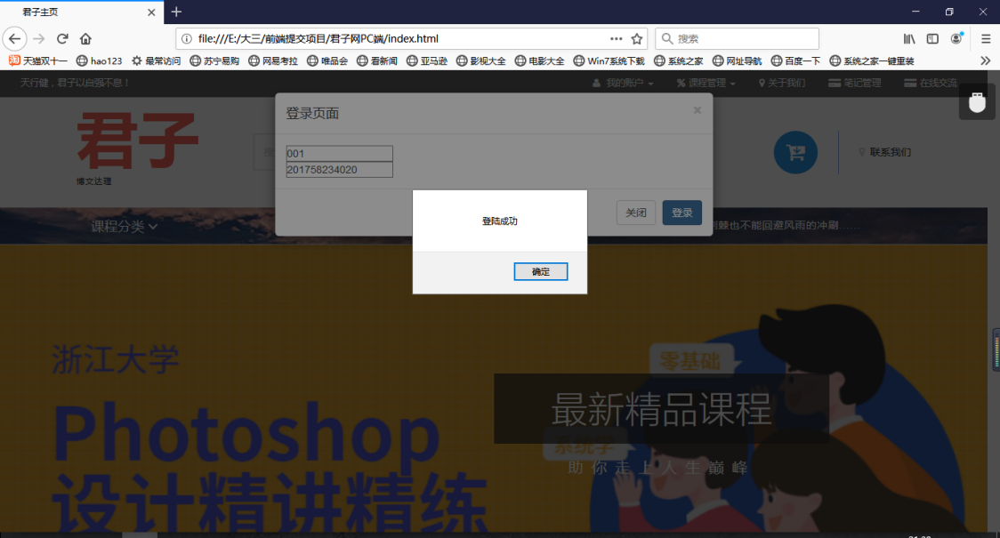 君子主页
file:///E:/大三/前端提交项目/君子网PC端/index.html
搜索
天猫双十一 hao123 最常访问 苏宁易购 网易考拉 唯品会 看新闻 亚马逊 影视大全 电影大全 Win7系统下载 系统之家 网址导航 百度一下 系统之家一键重装
天行健，君子以自强不息！ 我的账户 课程管理 关于我们 笔记管理 在线交流
登录页面 ×
君子
博文达理
001
201758234020
联系我们
关闭 登录
登陆成功
确定
课程分类
棘也不能回避风雨的冲刷……
浙江大学
零基础
Photoshop
最新精品课程
系统学
助你走上人生巅峰
设计精讲精练